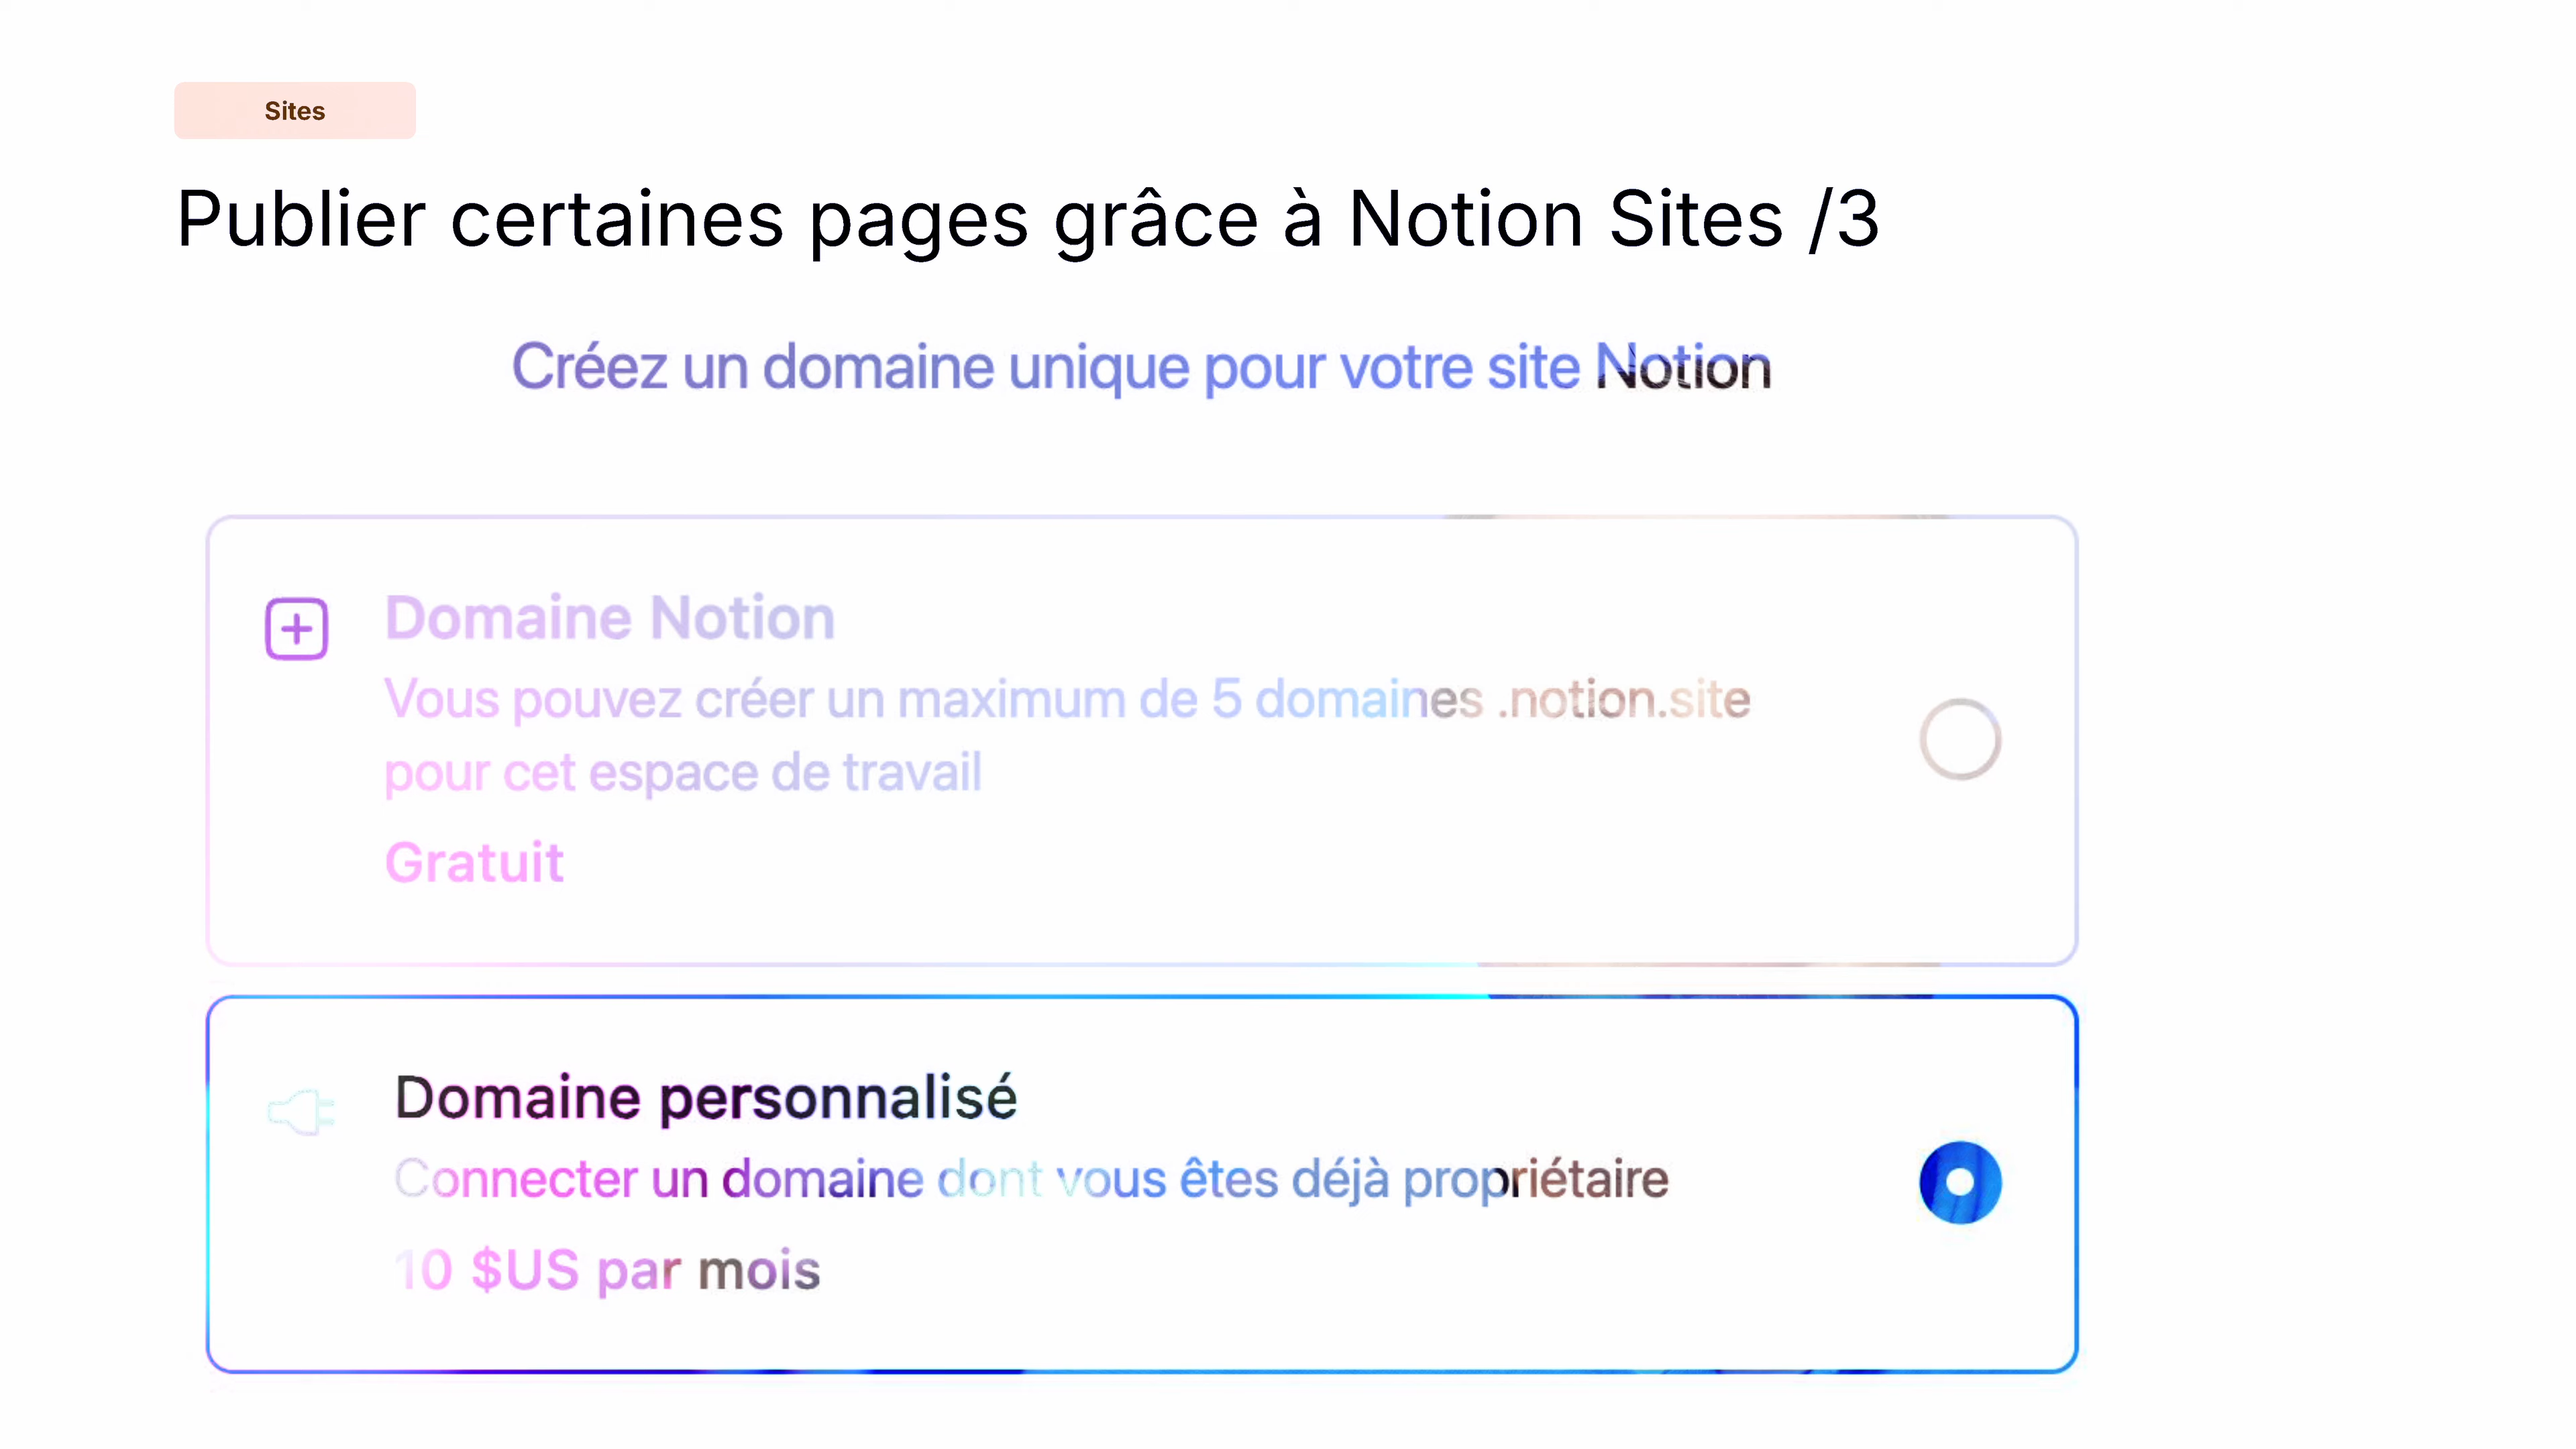 Sites
Publier certaines pages grâce à Notion Sites /3
Créez un domaine unique pour votre site Notion
Domaine Notion
Vous pouvez créer un maximum de 5 domaines .notion.site
pour cet espace de travail
Gratuit
Domaine personnalisé
Connecter un domaine dont vous êtes déjà propriétaire
10 $US par mois